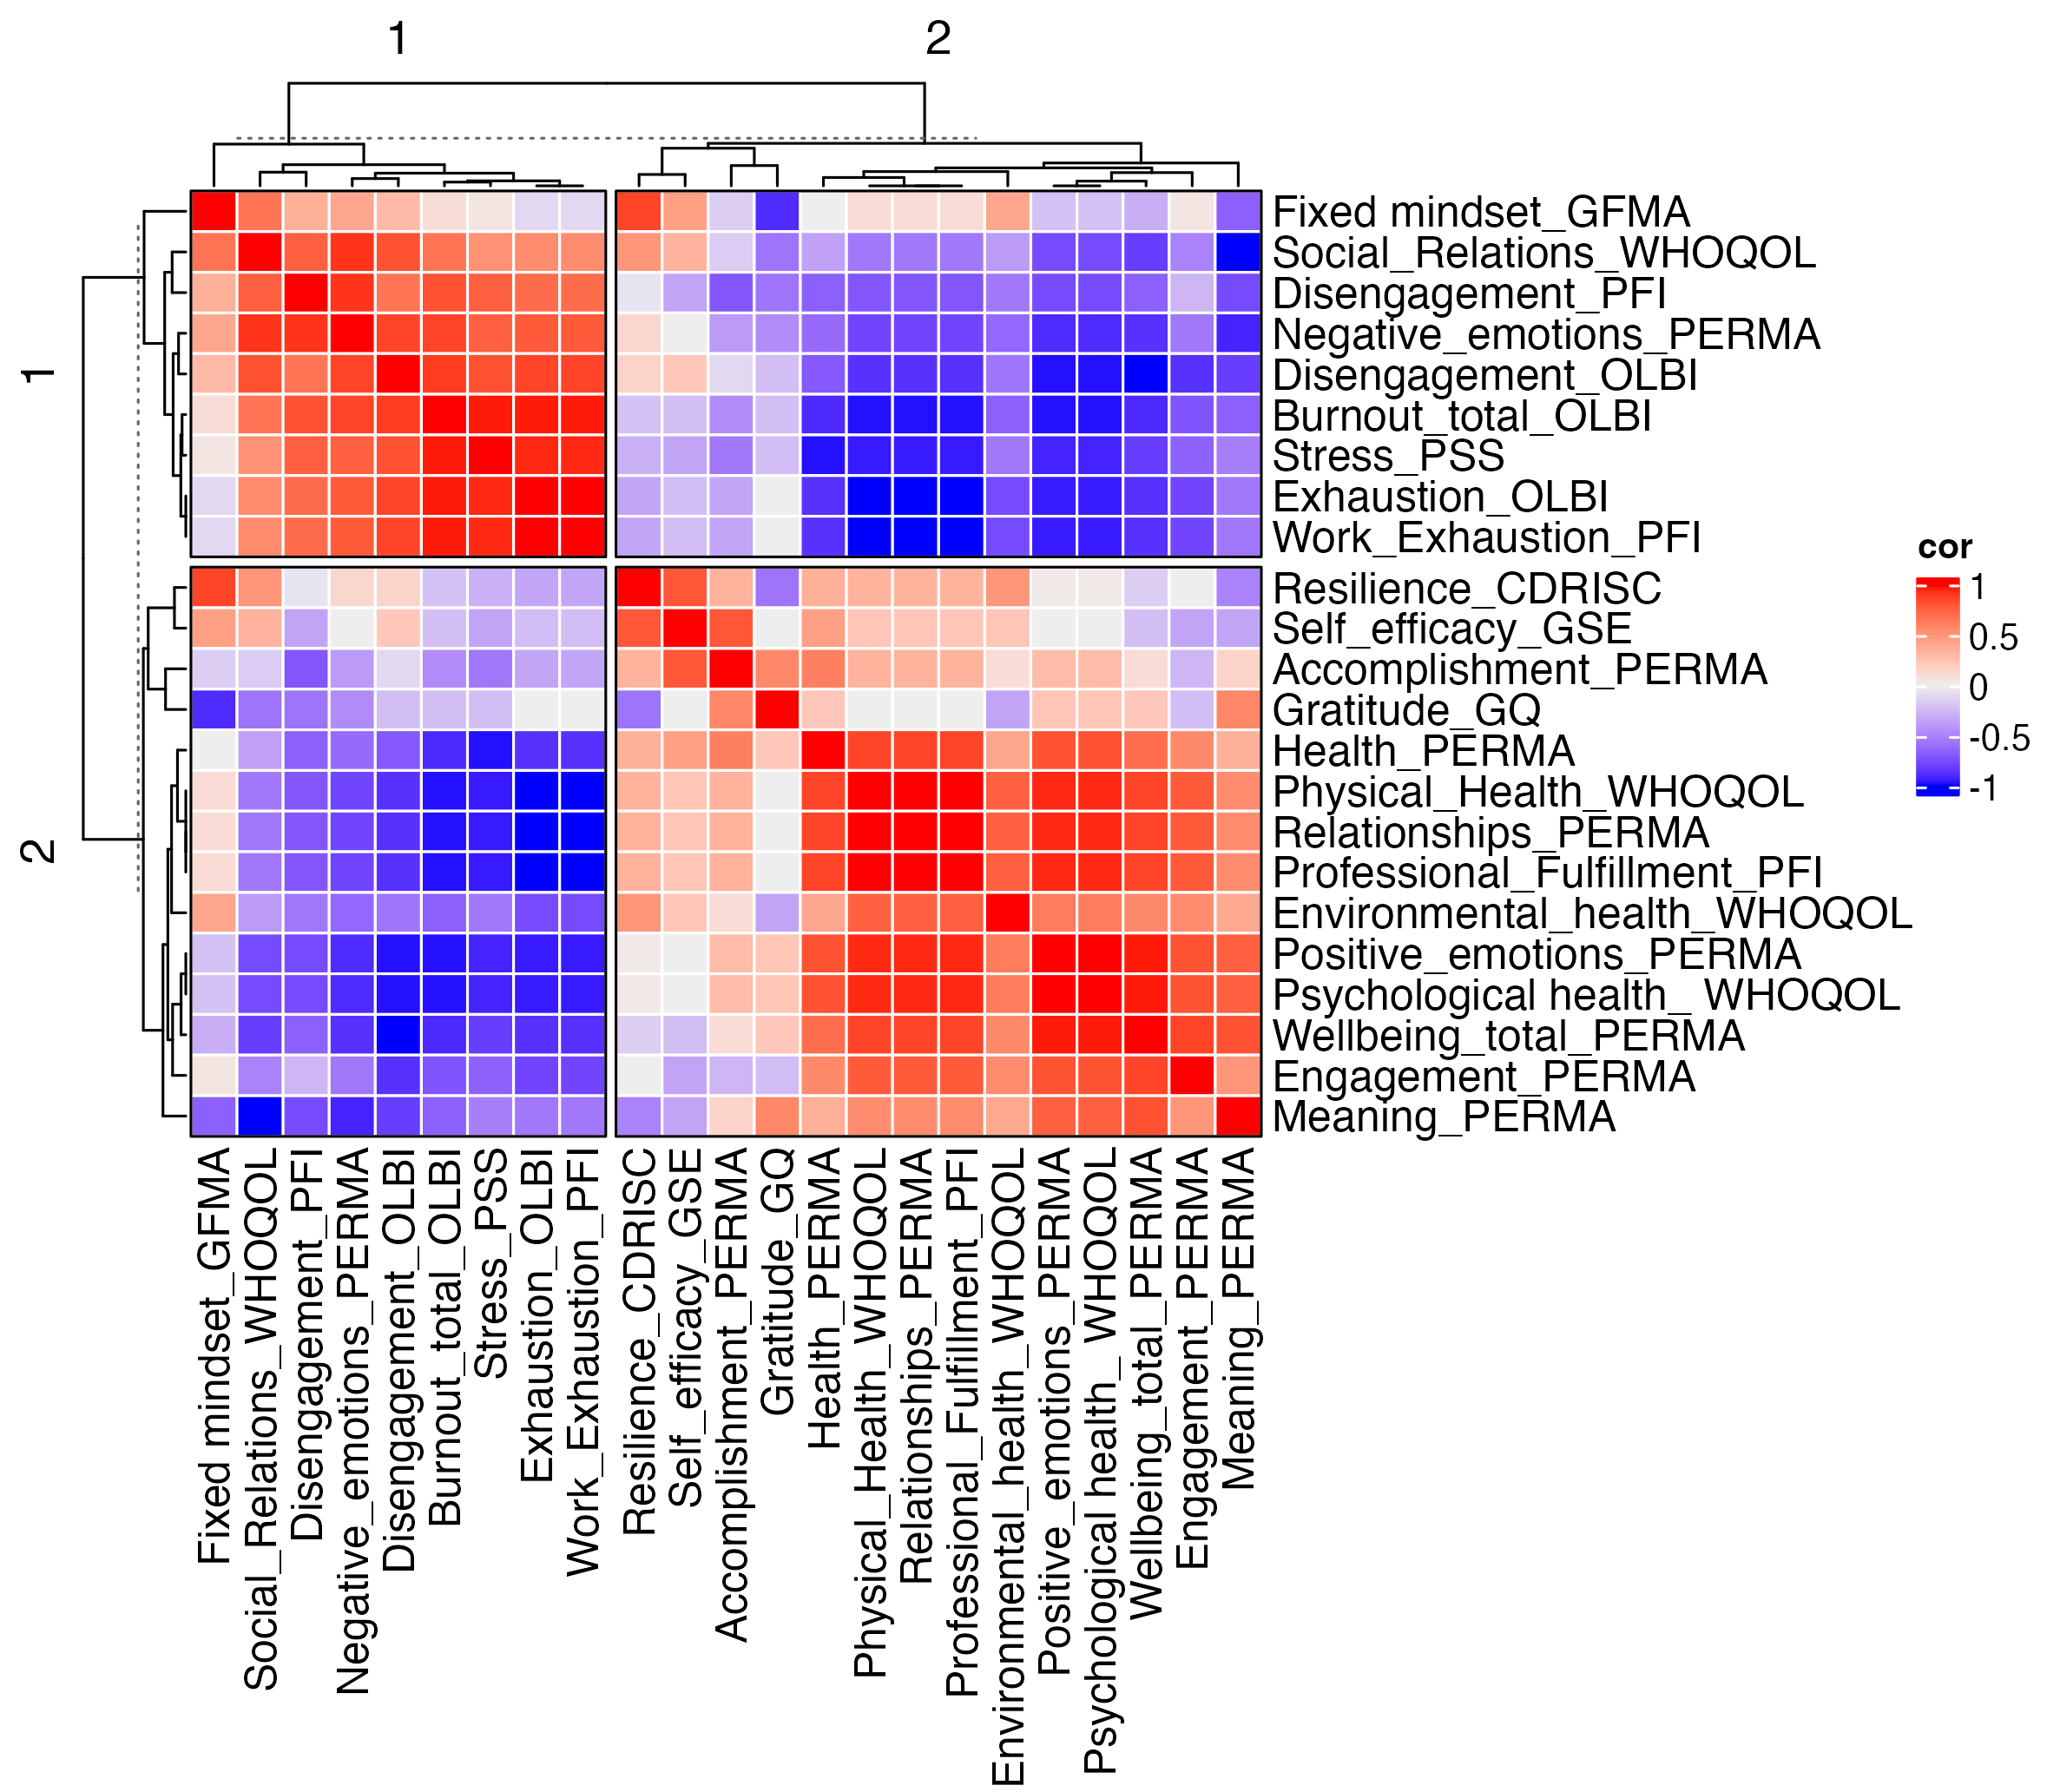 1
2
1
2
Fixed mindset_GFMA
Social_Relations_WHOQOL
Disengagement_PFI
Negative_emotions_PERMA
Disengagement_OLBI
Burnout_total_OLBI
Stress_PSS
Exhaustion_OLBI
Work_Exhaustion_PFI
Resilience_CDRISC
Self_efficacy_GSE
Accomplishment_PERMA
Gratitude_GQ
Health_PERMA
Physical_Health_WHOQOL
Relationships_PERMA
Professional_Fulfillment_PFI
Environmental_health_WHOQOL
Positive_emotions_PERMA
Psychological health_ WHOQOL
Wellbeing_total_PERMA
Engagement_PERMA
Meaning_PERMA
cor
1
0.5
0
-0.5
-1
Fixed mindset_GFMA
Social_Relations_WHOQOL
Disengagement_PFI
Negative_emotions_PERMA
Disengagement_OLBI
Burnout_total_OLBI
Stress_PSS
Exhaustion_OLBI
Work_Exhaustion_PFI
Resilience_CDRISC
Self_efficacy_GSE
Accomplishment_PERMA
Gratitude_GQ
Health_PERMA
Physical_Health_WHOQOL
Relationships_PERMA
Professional_Fulfillment_PFI
Environmental_health_WHOQOL
Positive_emotions_PERMA
Psychological health_ WHOQOL
Wellbeing_total_PERMA
Engagement_PERMA
Meaning_PERMA